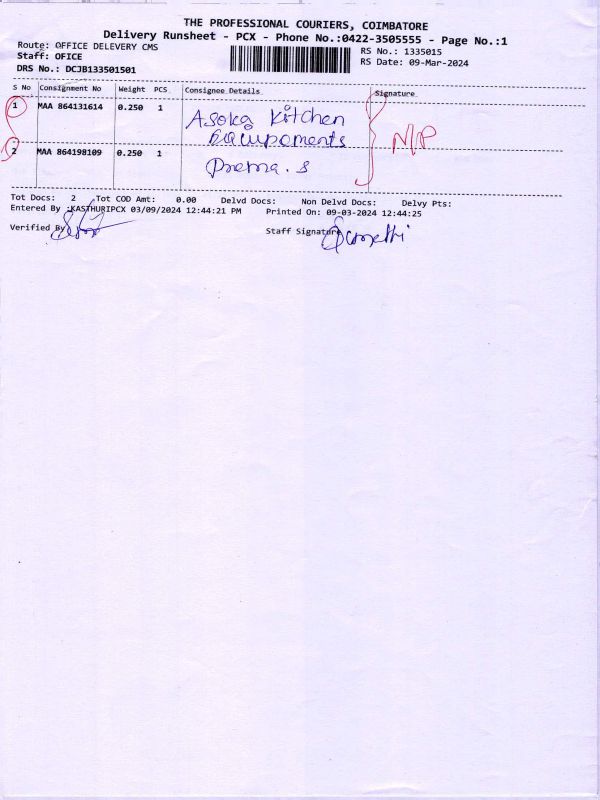 THE PROFESSIONAL COURIERS, COIMBATORE
Delivery Runsheet - PCX - Phone No.:0422-3505555 - Page No.:1
Route: OFFICE DELEVERY CMS RS No.: 1335015
Staff: OFICE RS Date: 09-Mar-2024
DRS No.: DCJB133501501
S No Consignment No Weight PCS. Consignee Details Signature
1 MAA 864131614 0.250 1 Asoka Kitchen
Equipoments N/P
2 MAA 864198109 0.250 1 Prema. S
Tot Docs: 2 Tot COD Amt: 0.00 Delvd Docs: Non Delvd Docs: Delvy Pts:
Entered By :KASTHURIPCX 03/09/2024 12:44:21 PM Printed On: 09-03-2024 12:44:25
Verified By Staff Signature